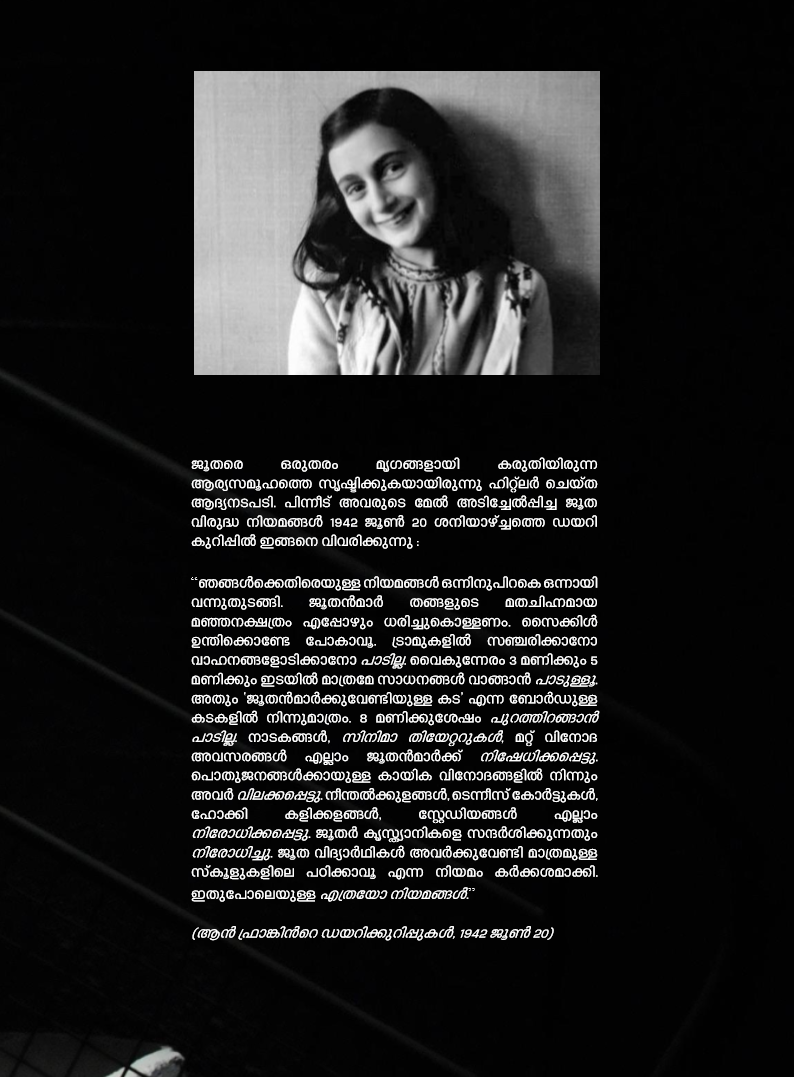 ജൂതരെ ഒരുതരം മൃഗങ്ങളായി കരുതിയിരുന്ന
ആര്യസമൂഹത്തെ സൃഷ്ടിക്കുകയായിരുന്നു ഹിറ്റ്ലർ ചെയ്ത
ആദ്യനടപടി. പിന്നീട് അവരുടെ മേൽ അടിച്ചേൽപ്പിച്ച ജൂത
വിരുദ്ധ നിയമങ്ങൾ 1942 ജൂൺ 20 ശനിയാഴ്ച്ചത്തെ ഡയറി
കുറിപ്പിൽ ഇങ്ങനെ വിവരിക്കുന്നു :
“ഞങ്ങൾക്കെതിരെയുള്ള നിയമങ്ങൾ ഒന്നിനുപിറകെ ഒന്നായി
വന്നുതുടങ്ങി. ജൂതൻമാർ തങ്ങളുടെ മതചിഹ്നമായ
മഞ്ഞനക്ഷത്രം എപ്പോഴും ധരിച്ചുകൊള്ളണം. സൈക്കിൾ
ഉന്തിക്കൊണ്ടേ പോകാവൂ. ട്രാമുകളിൽ സഞ്ചരിക്കാനോ
വാഹനങ്ങളോടിക്കാനോ പാടില്ല. വൈകുന്നേരം 3 മണിക്കും 5
മണിക്കും ഇടയിൽ മാത്രമേ സാധനങ്ങൾ വാങ്ങാൻ പാടുള്ളൂ.
അതും 'ജൂതൻമാർക്കുവേണ്ടിയുള്ള കട' എന്ന ബോർഡുള്ള
കടകളിൽ നിന്നുമാത്രം. 8 മണിക്കുശേഷം പുറത്തിറങ്ങാൻ
പാടില്ല. നാടകങ്ങൾ, സിനിമാ തിയേറ്ററുകൾ, മറ്റ് വിനോദ
അവസരങ്ങൾ എല്ലാം ജൂതൻമാർക്ക് നിഷേധിക്കപ്പെട്ടു.
പൊതുജനങ്ങൾക്കായുള്ള കായിക വിനോദങ്ങളിൽ നിന്നും
അവർ വിലക്കപ്പെട്ടു. നീന്തൽക്കുളങ്ങൾ, ടെന്നീസ് കോർട്ടുകൾ,
ഹോക്കി കളിക്കളങ്ങൾ, സ്റ്റേഡിയങ്ങൾ എല്ലാം
നിരോധിക്കപ്പെട്ടു. ജൂതർ ക്യസ്ത്യാനികളെ സന്ദർശിക്കുന്നതും
നിരോധിച്ചു. ജൂത വിദ്യാർഥികൾ അവർക്കുവേണ്ടി മാത്രമുള്ള
സ്കൂളുകളിലെ പഠിക്കാവൂ എന്ന നിയമം കർക്കശമാക്കി.
ഇതുപോലെയുള്ള എത്രയോ നിയമങ്ങൾ.”
(ആൻ ഫ്രാങ്കിൻറെ ഡയറിക്കുറിപ്പുകൾ, 1942 ജൂൺ 20)